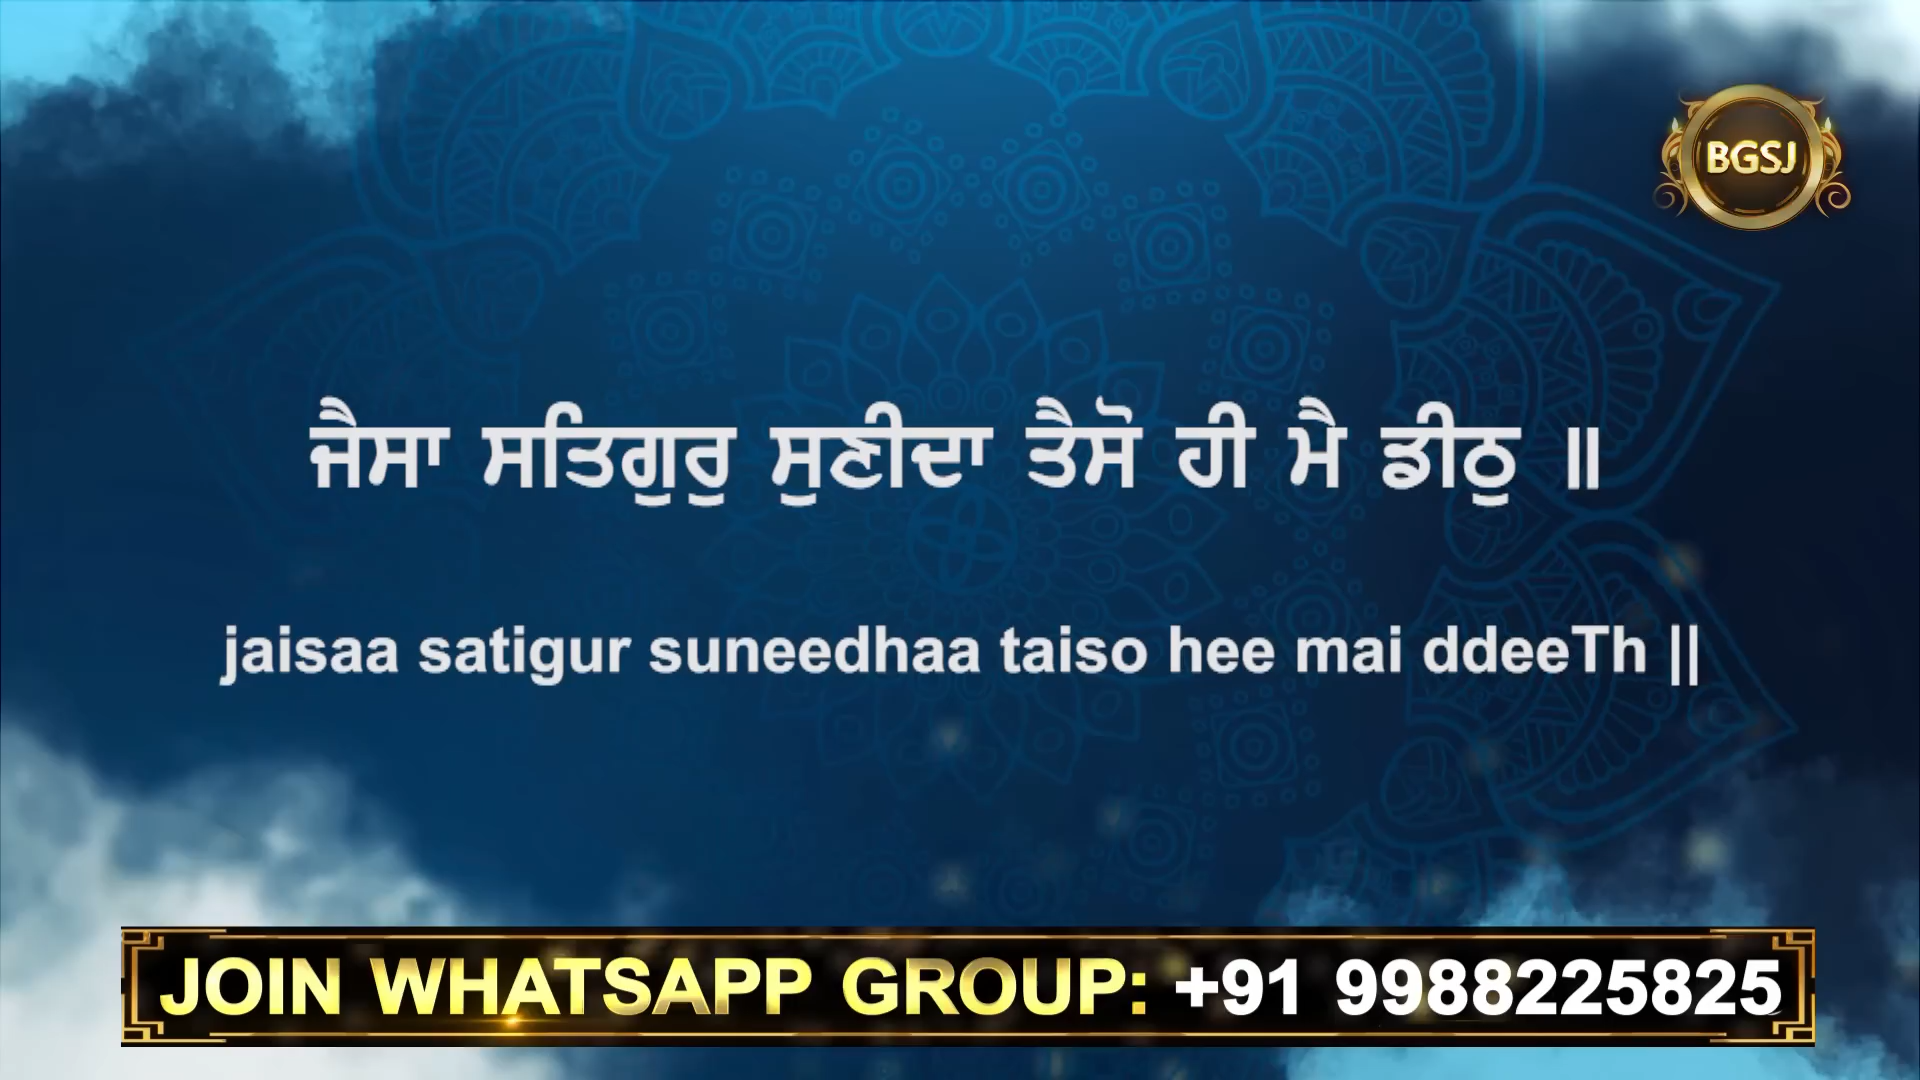 BGSJ
ਜੈਸਾ ਸਤਿਗੁਰੁ ਸੁਣੀਦਾ ਤੈਸੋ ਹੀ ਮੈ ਡੀਠੁ ॥
jaisaa satigur suneedhaa taiso hee mai ddeeTh ||
JOIN WHATSAPP GROUP: +91 9988225825